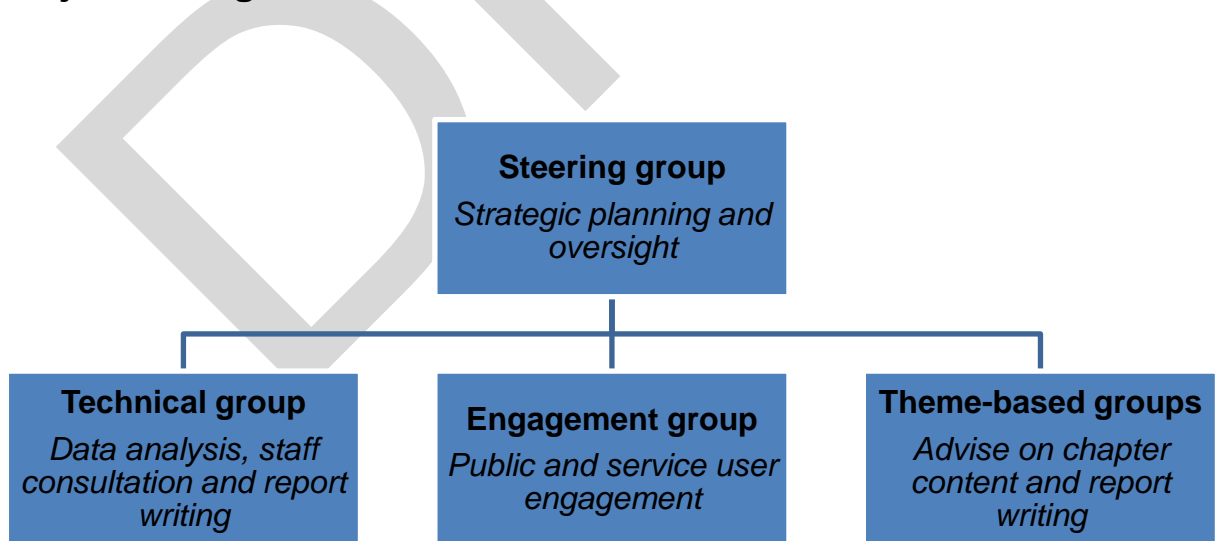 Steering group
Strategic planning and
oversight
Technical group
Data analysis, staff
consultation and report
writing
Engagement group
Public and service user
engagement
Theme-based groups
Advise on chapter
content and report
writing